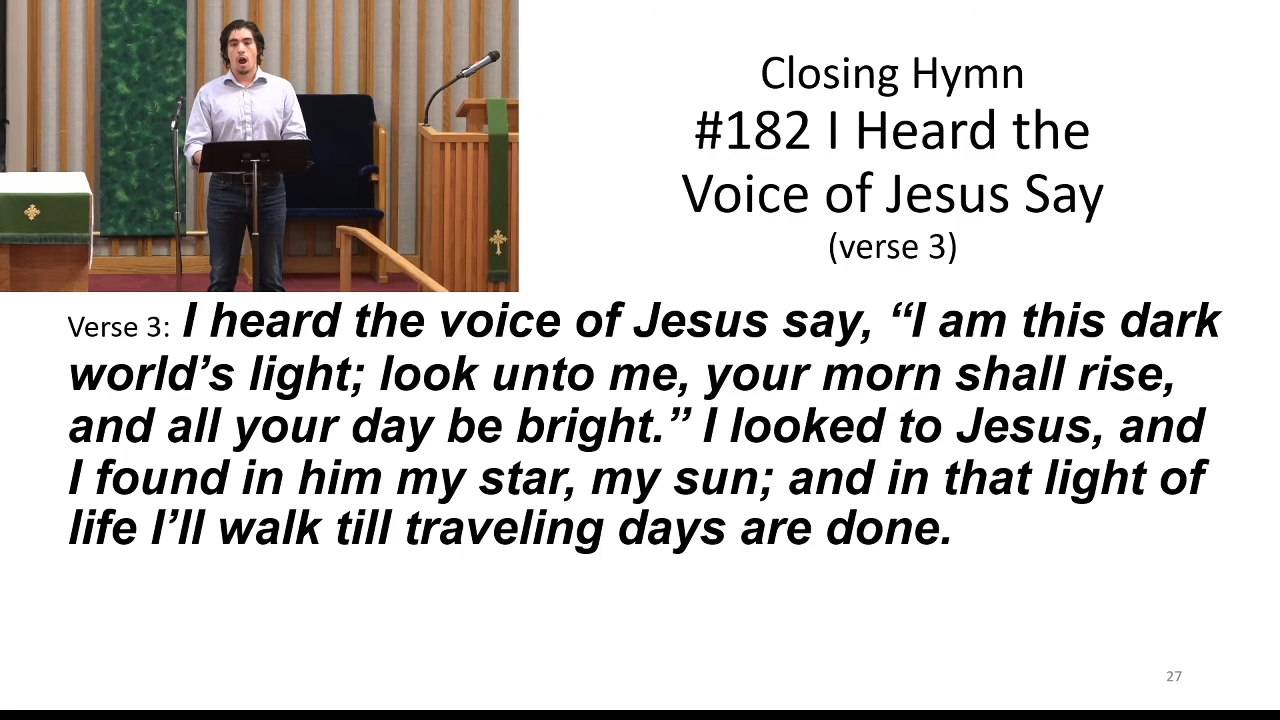 Closing Hymn
#182 I Heard the
Voice of Jesus Say
(verse 3)
Verse 3: I heard the voice of Jesus say, “I am this dark
world’s light; look unto me, your morn shall rise,
and all your day be bright.” I looked to Jesus, and
I found in him my star, my sun; and in that light of
life I’ll walk till traveling days are done.
27